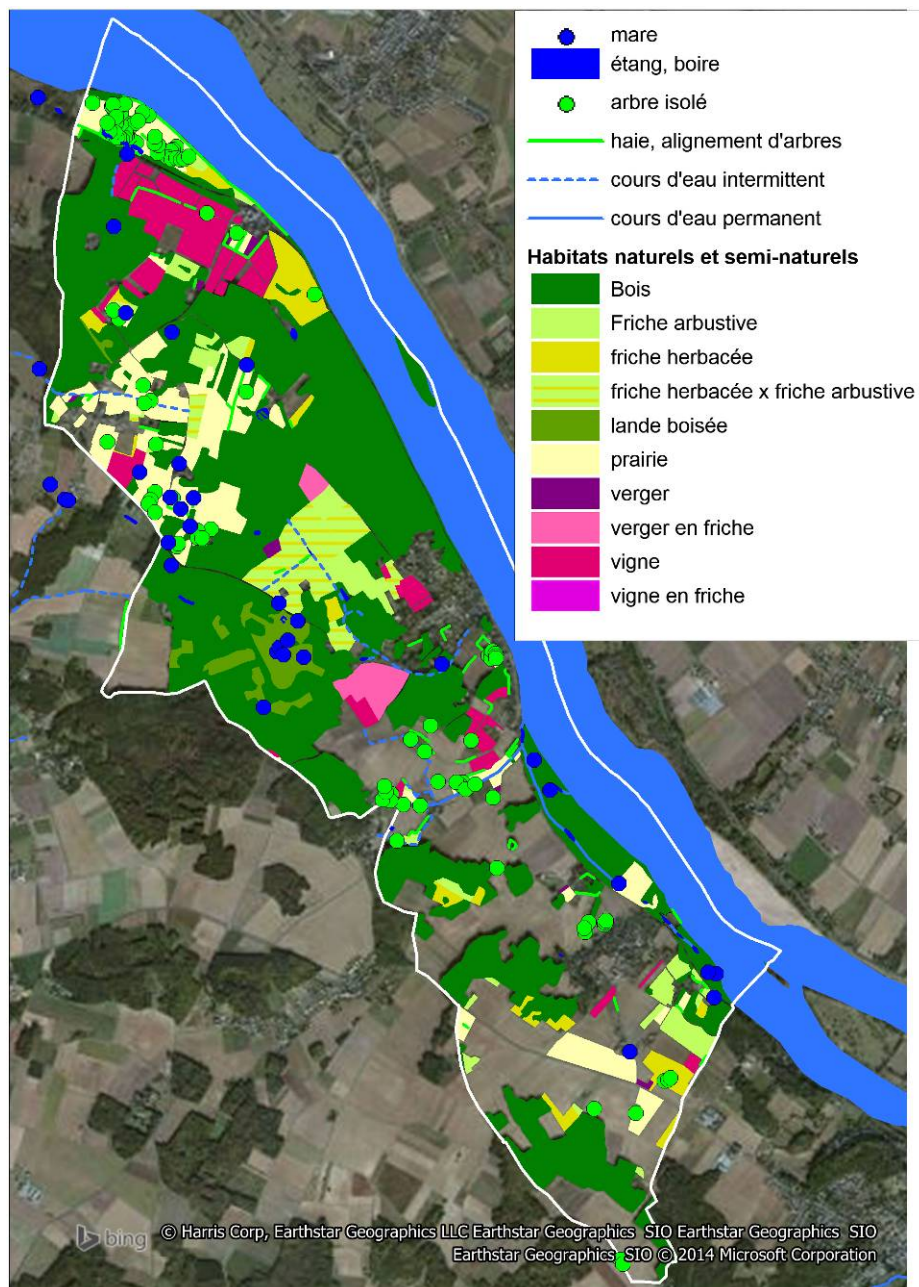 mare
étang, boire
arbre isolé
haie, alignement d'arbres
cours d'eau intermittent
cours d'eau permanent
Habitats naturels et semi-naturels
Bois
Friche arbustive
friche herbacée
friche herbacée x friche arbustive
lande boisée
prairie
verger
verger en friche
vigne
vigne en friche
bing
© Harris Corp, Earthstar Geographics LLC Earthstar Geographics SIO Earthstar Geographics SIO
Earthstar Geographics SIO © 2014 Microsoft Corporation